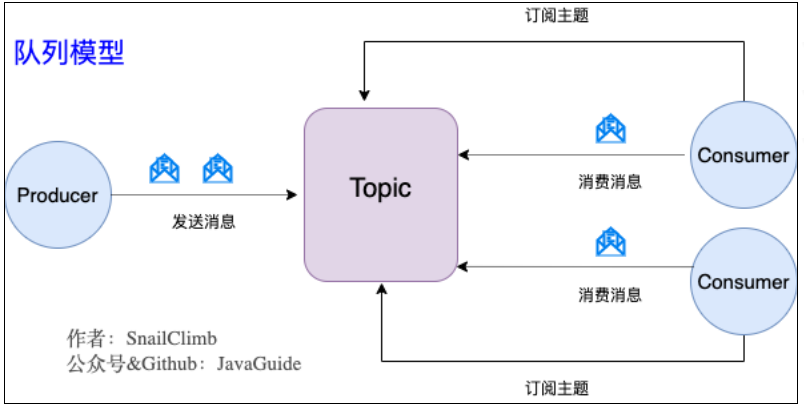 订阅主题
队列模型
Consumer
消费消息
Topic
Producer
发送消息
Consumer
消费消息
作者：SnailClimb
公众号&Github：JavaGuide
订阅主题